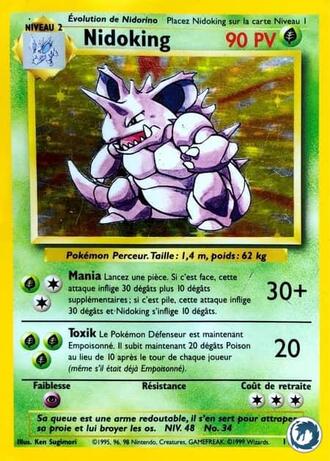 Évolution de Nidorino Placez Nidoking sur la carte Niveau 1
NIVEAU 2
Nidoking 90 PV
Pokémon Perceur. Taille: 1,4 m, poids: 62 kg
Mania Lancez une pièce. Si c'est face, cette
attaque inflige 30 dégâts plus 10 dégâts
supplémentaires; si c'est pile, cette attaque inflige
30 dégâts et Nidoking s'inflige 10.
30+
Toxik Le Pokémon Défenseur est maintenant
Empoisonné. Il subit maintenant 20 dégâts Poison
au lieu de 10 après le tour de chaque joueur
(même s'il était déjà Empoisonné).
20
Faiblesse Résistance Coût de retraite
Sa queue est une arme redoutable, il s'en sert pour attraper
sa proie et lui broyer les os. NIV. 48 No. 34
Illus. Ken Sugimori ©1995, 96, 98 Nintendo, Creatures, GAMEFREAK. ©1999 Wizards.